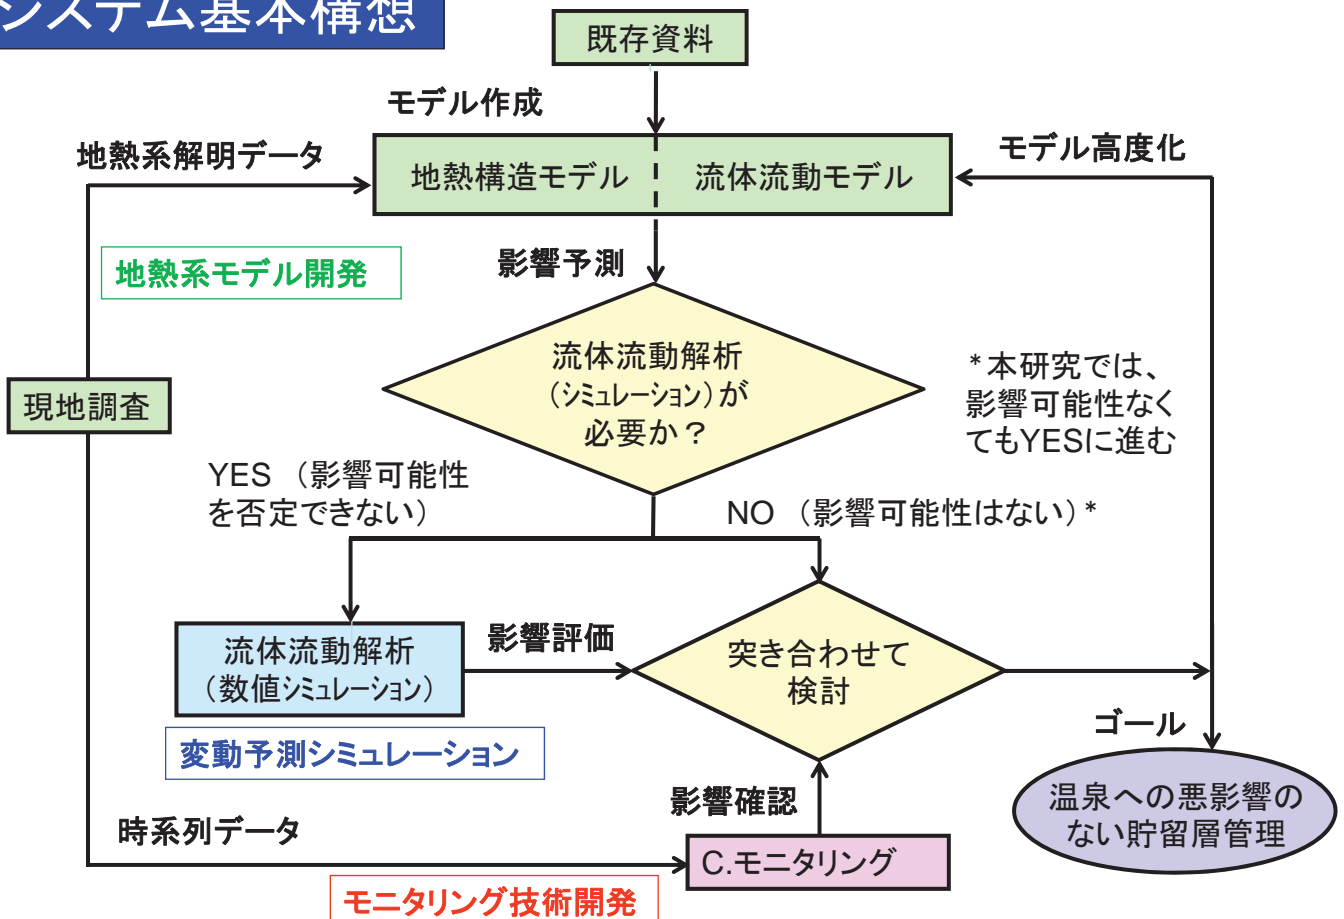 システム基本構想
既存資料
モデル作成
地熱系解明データ
モデル高度化
地熱構造モデル
流体流動モデル
地熱系モデル開発
影響予測
流体流動解析
(シミュレーション)が
必要か？
*本研究では、
影響可能性なく
てもYESに進む
現地調査
YES （影響可能性
を否定できない）
NO （影響可能性はない）*
流体流動解析
（数値シミュレーション）
影響評価
突き合わせて
検討
変動予測シミュレーション
ゴール
温泉への悪影響の
ない貯留層管理
影響確認
時系列データ
C.モニタリング
モニタリング技術開発